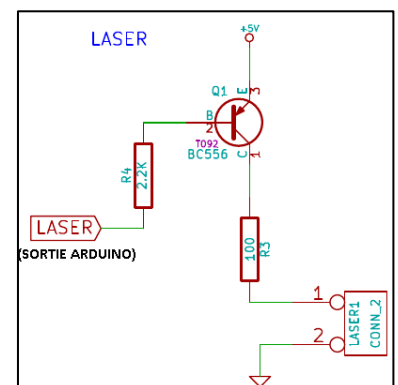 LASER
+5V
Q1
E
3
B
2
TO92
BC556
C
1
R4
2.2K
LASER
(SORTIE ARDUINO)
100
R3
1
2
LASER1
CONN_2